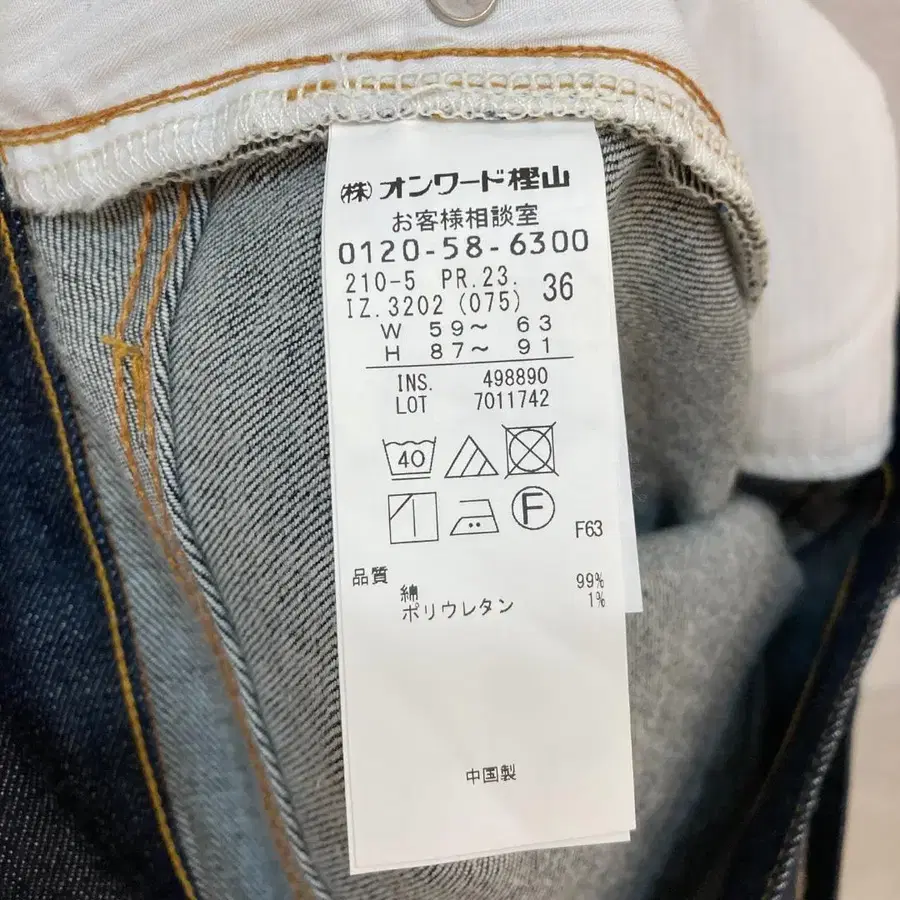 (株)オンワード樫山
お客様相談室
0120-58-6300
210-5 PR.23.
IZ.3202 (075) 36
W 59~ 63
H 87~ 91
INS. 498890
LOT 7011742
40
F
F63
品質
綿 99%
ポリウレタン 1%
中国製